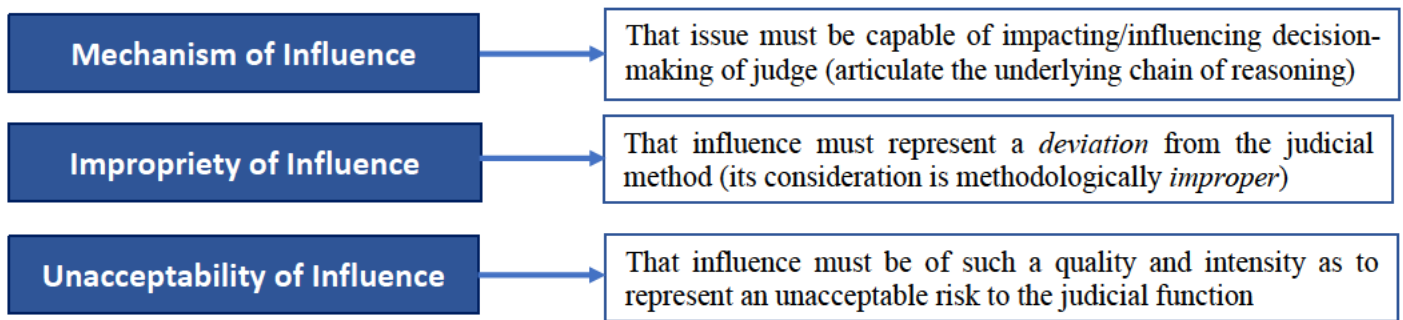 Mechanism of Influence
That issue must be capable of impacting/influencing decision-
making of judge (articulate the underlying chain of reasoning)
Impropriety of Influence
That influence must represent a deviation from the judicial
method (its consideration is methodologically improper)
Unacceptability of Influence
That influence must be of such a quality and intensity as to
represent an unacceptable risk to the judicial function